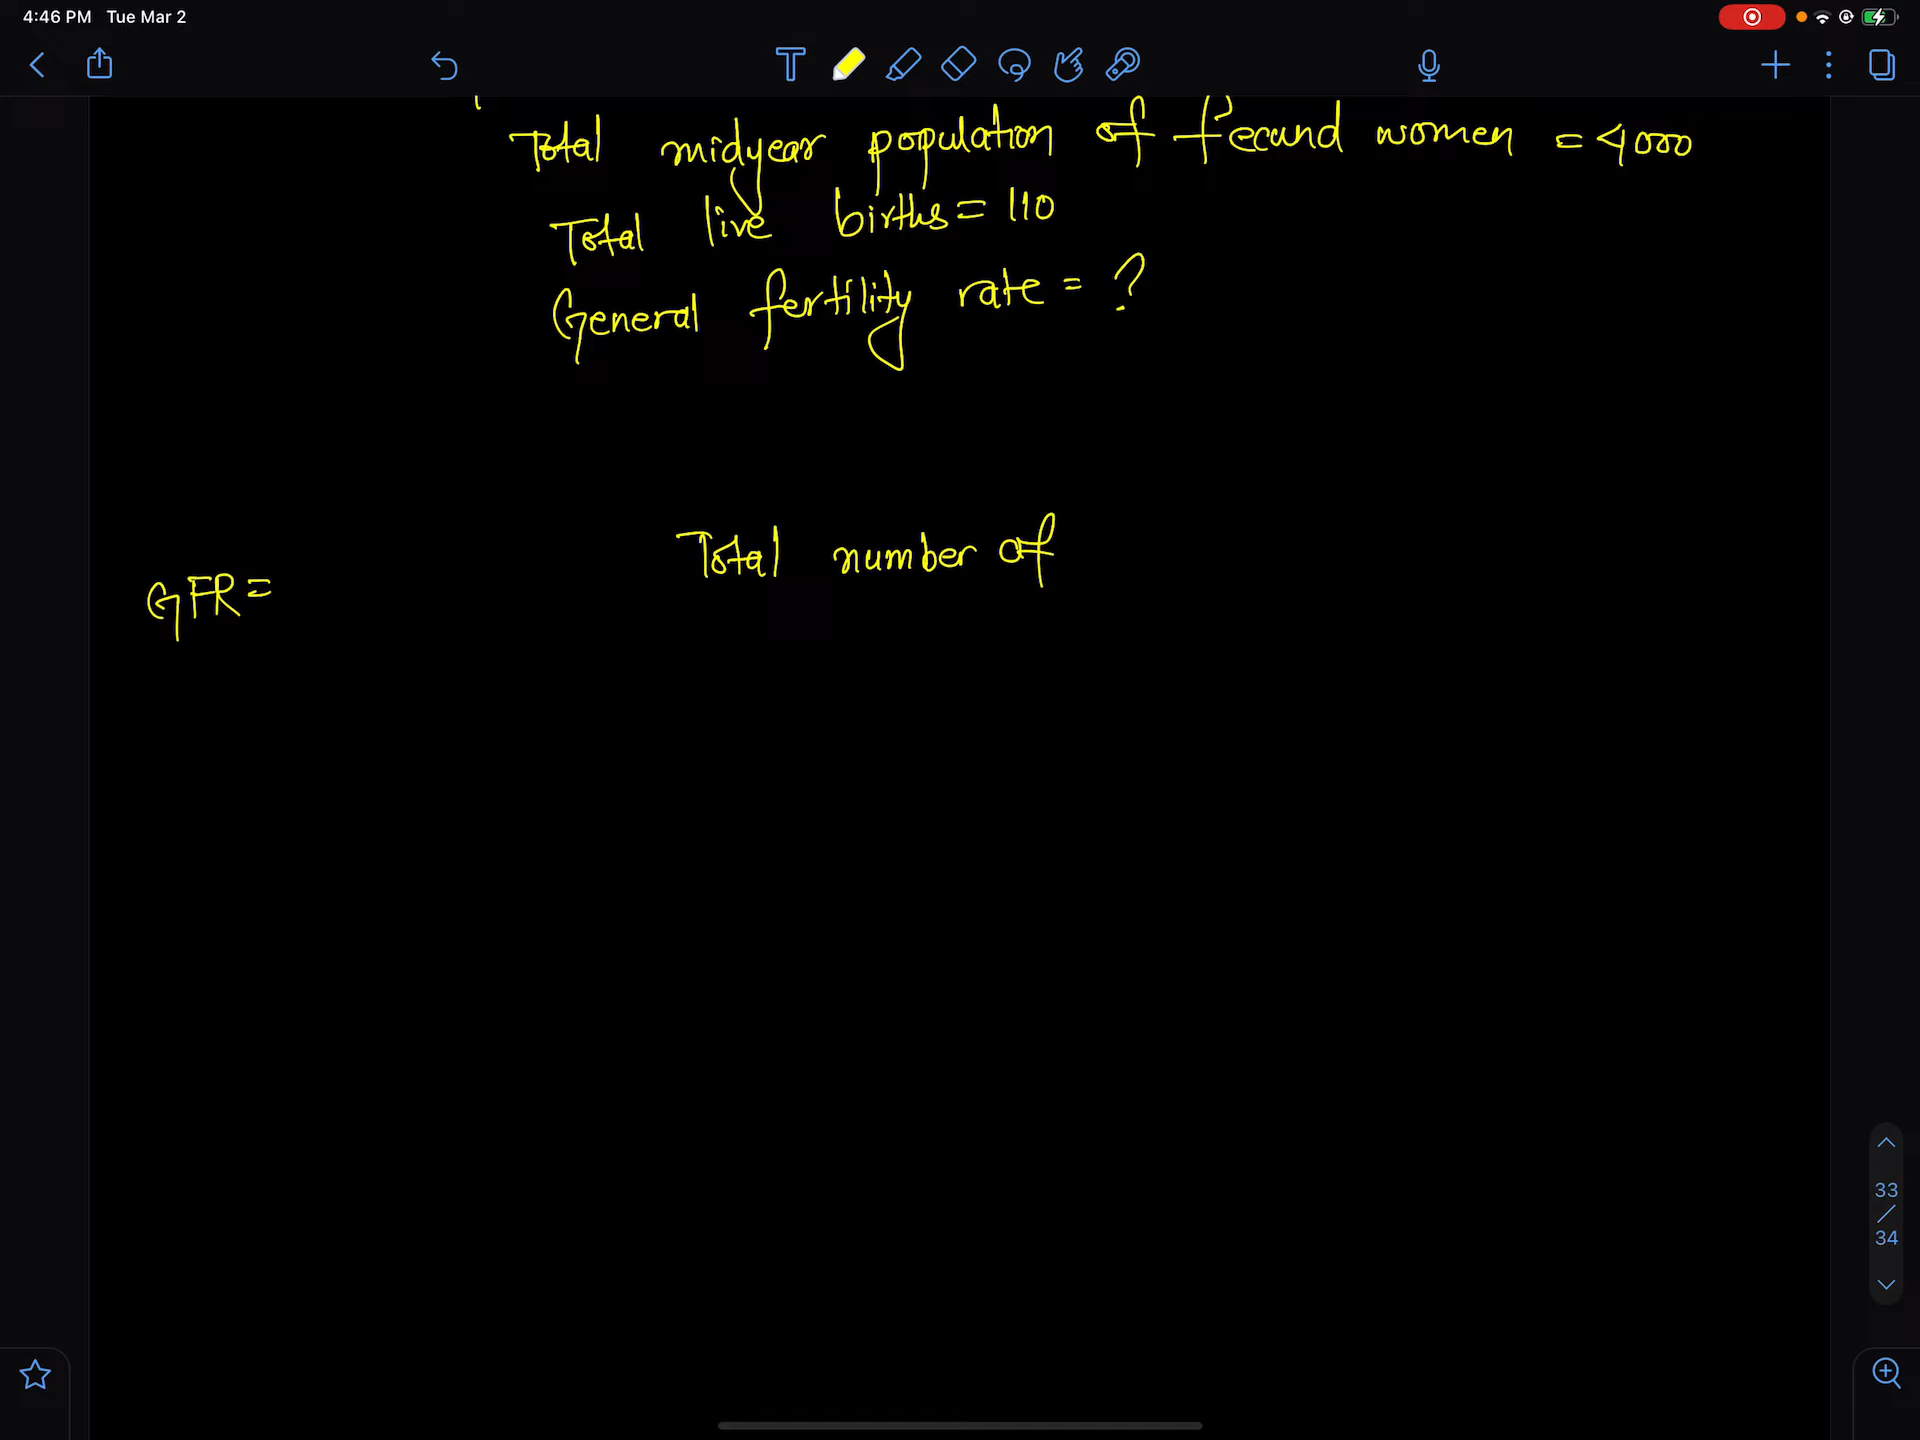 4:46 PM Tue Mar 2
Total midyear population of fecund women = 4000
Total live births = 110
General fertility rate = ?
Total number of
GFR =
33
/
34